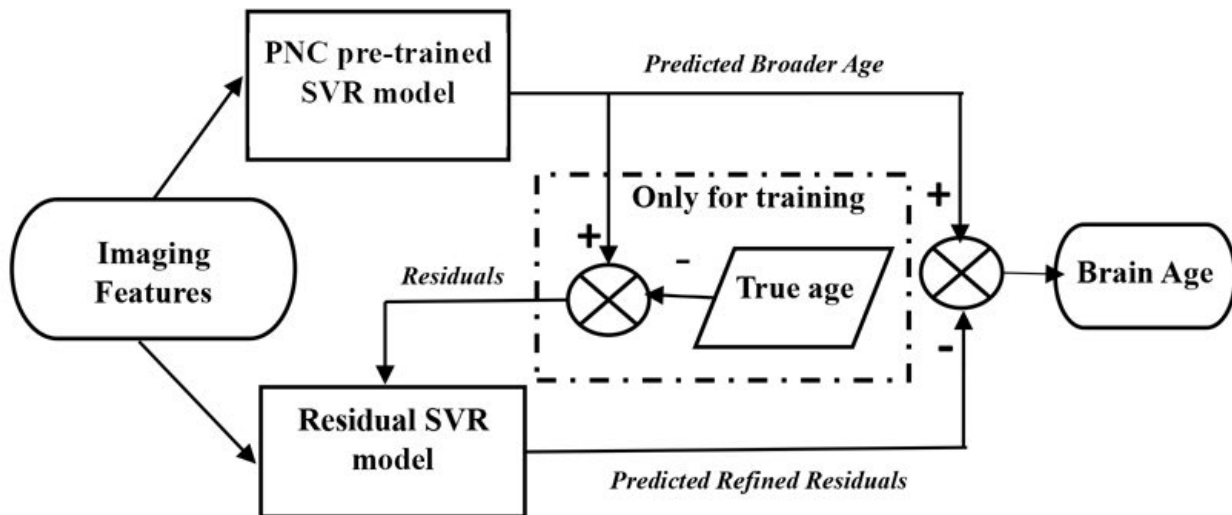 PNC pre-trained
SVR model
Predicted Broader Age
Only for training
+
+
-
Imaging
Features
Residuals
True age
Brain Age
-
Residual SVR
model
Predicted Refined Residuals